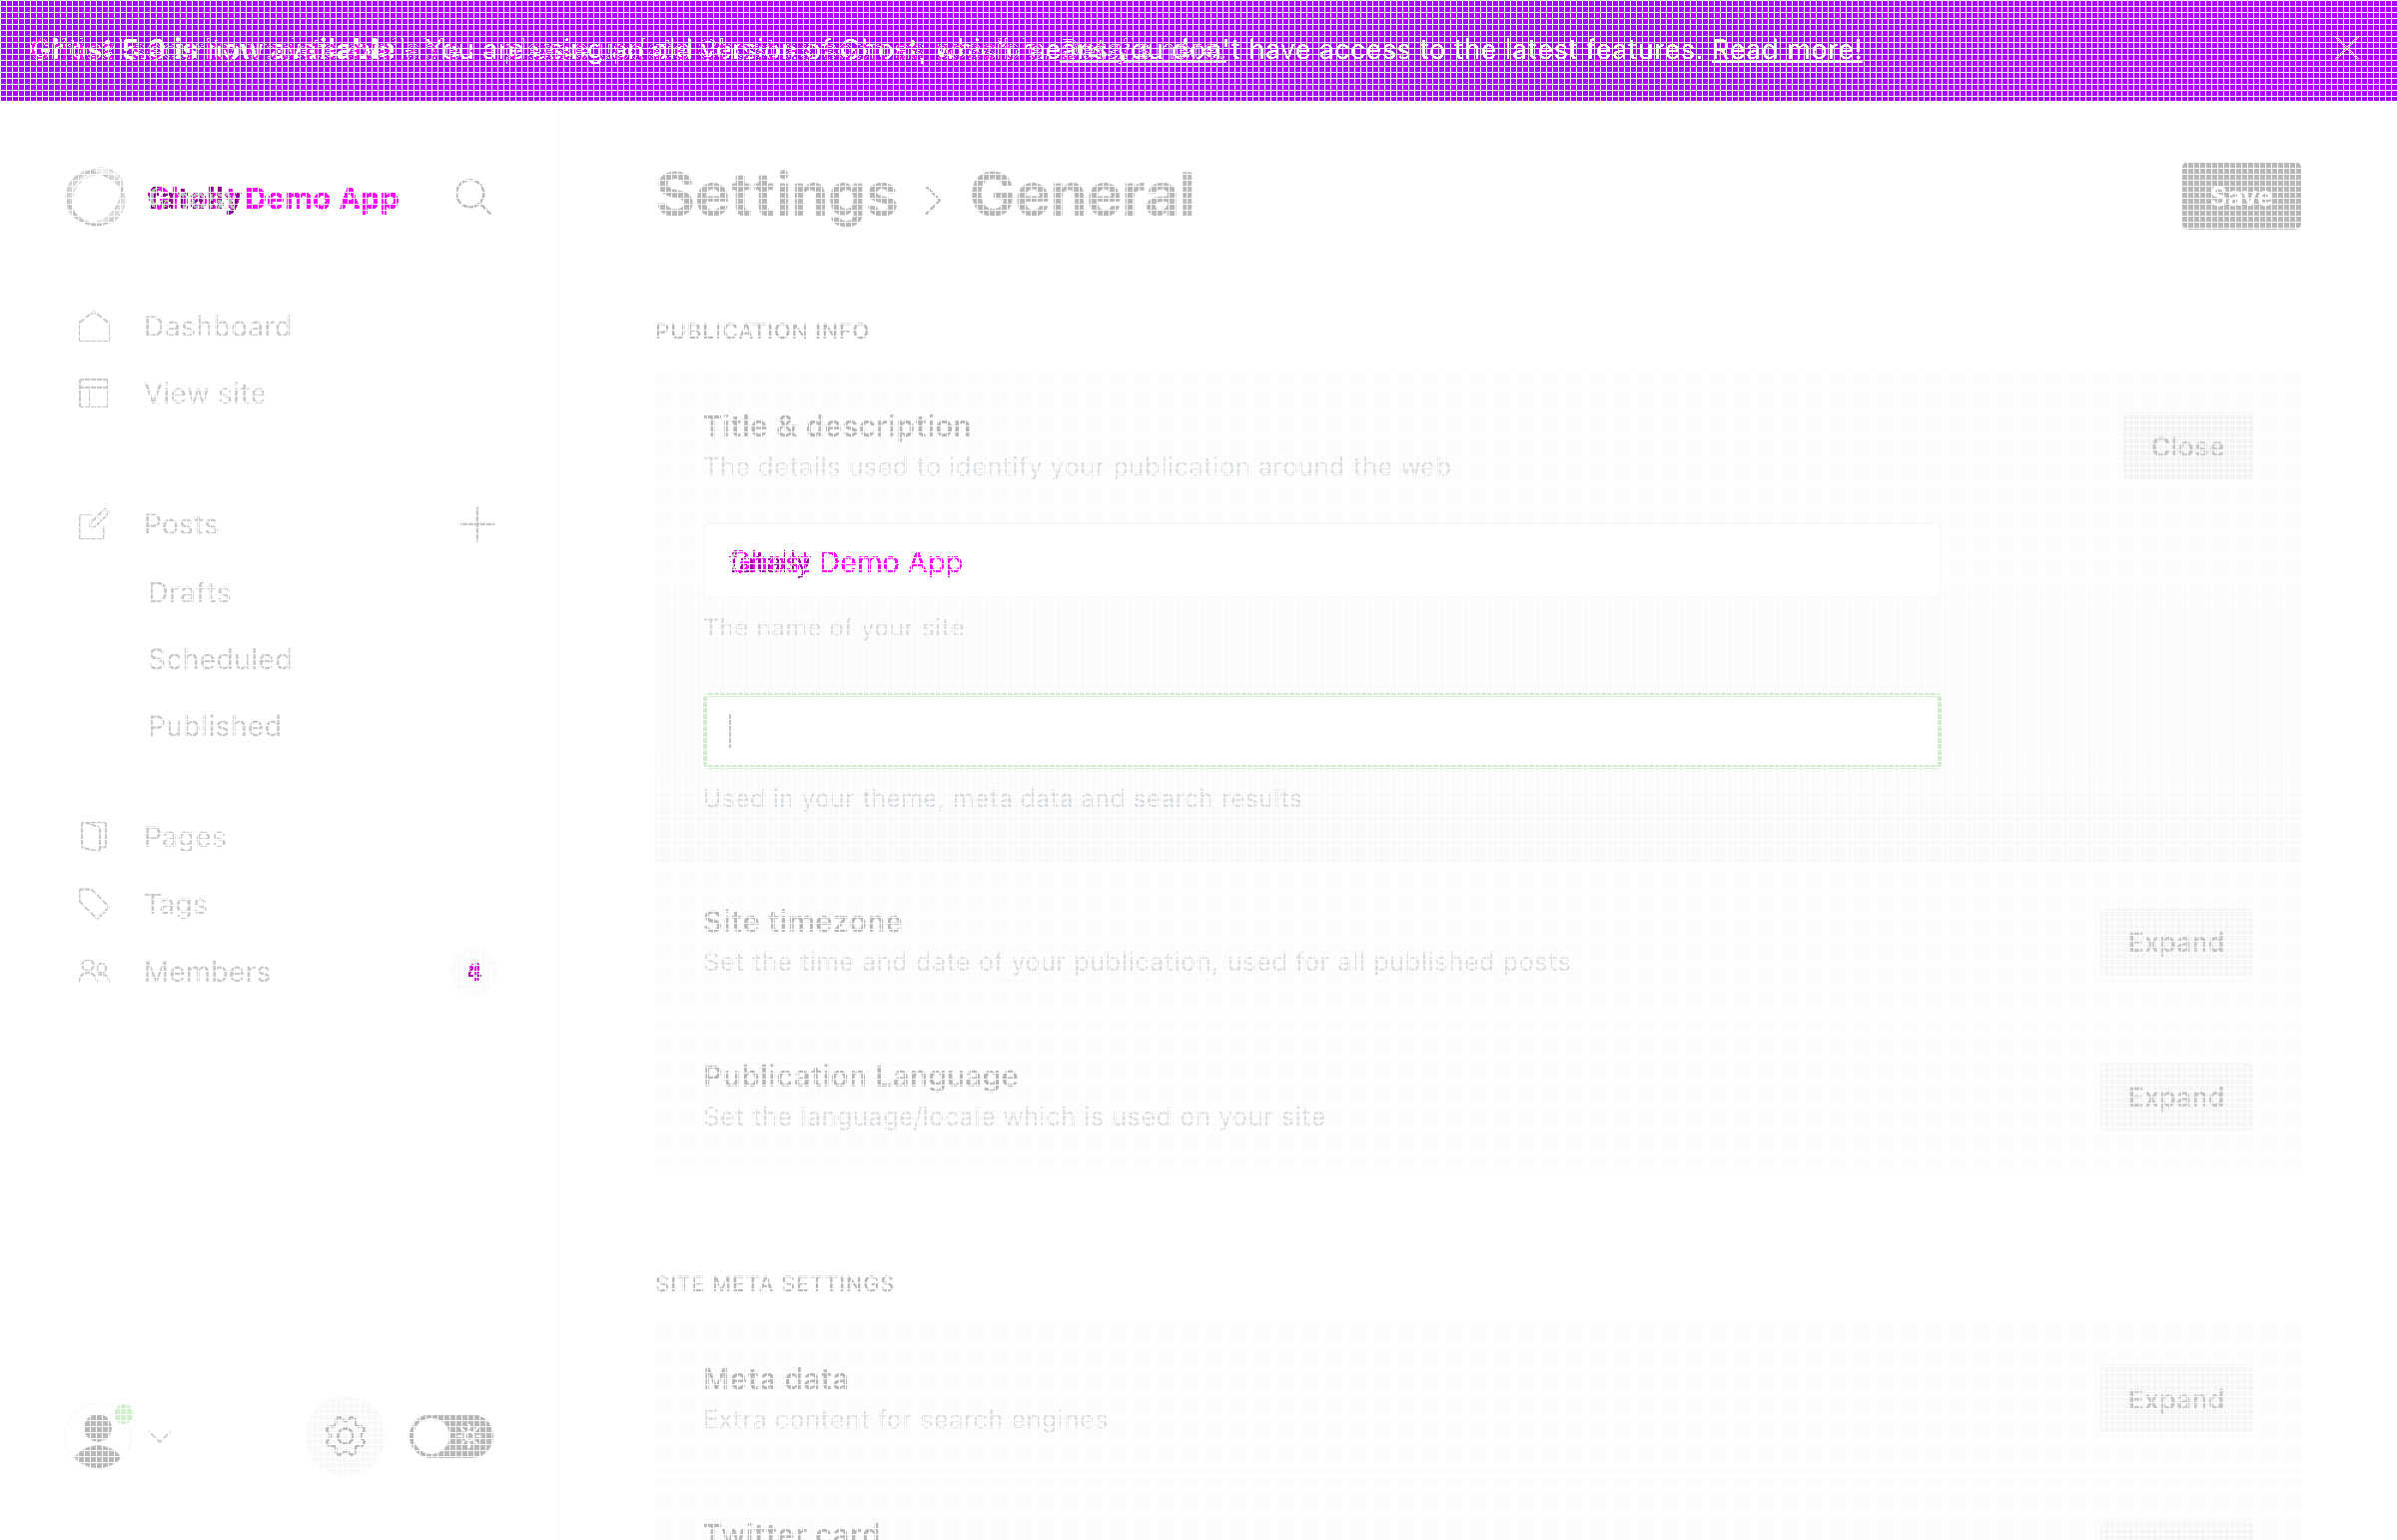 't have access to the latest features. Read more!
Demo App
Settings > General
Save
Dashboard
View site
Posts
Drafts
Scheduled
Published
Pages
Tags
Members
PUBLICATION INFO
Title & description
The details used to identify your publication around the web
Close
Demo App
The name of your site
Used in your theme, meta data and search results
Site timezone
Set the time and date of your publication, used for all published posts
Expand
Publication Language
Set the language/locale which is used on your site
Expand
SITE META SETTINGS
Meta data
Extra content for search engines
Expand
Twitter card